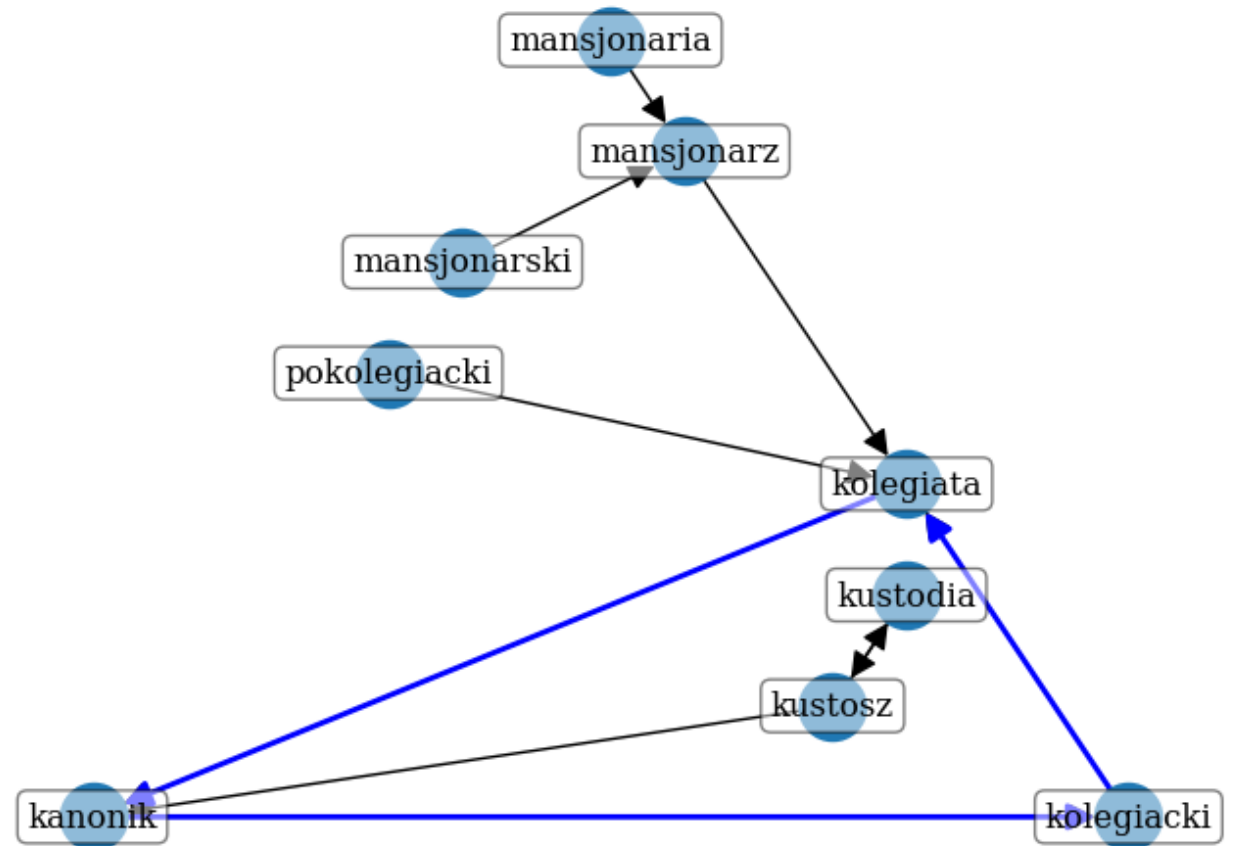 mansjonaria
mansjonarz
mansjonarski
pokolegiacki
kolegiata
kustodia
kustosz
kanonik
kolegiacki